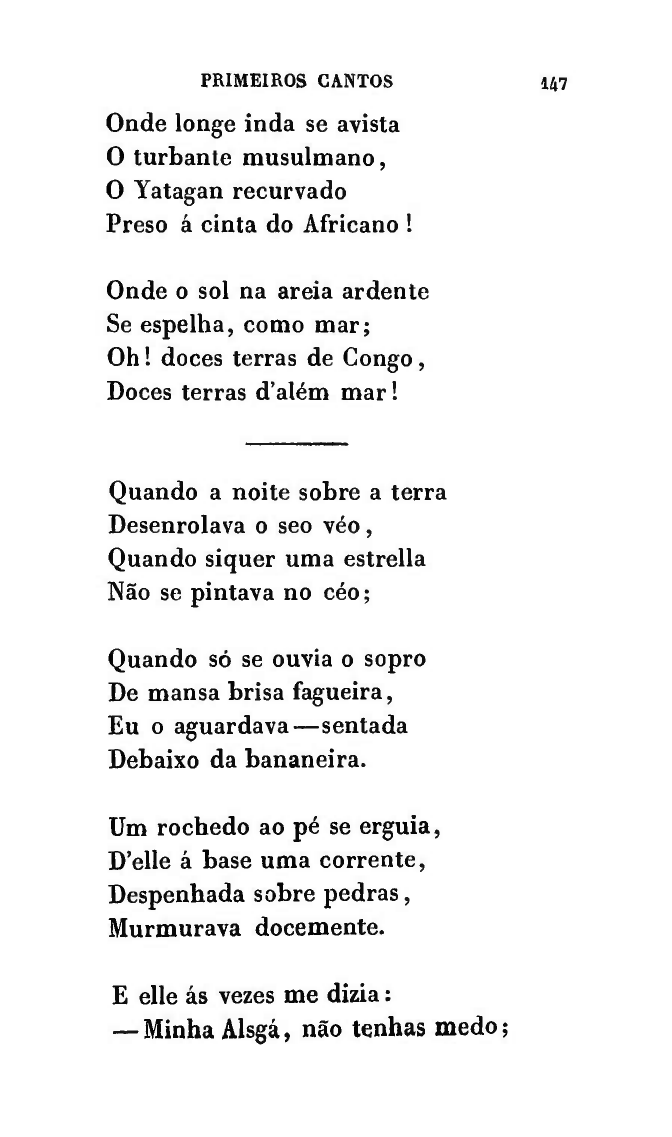 PRIMEIROS CANTOS 147
Onde longe inda se avista
O turbante musulmano,
O Yatagan recurvado
Preso á cinta do Africano !
Onde o sol na areia ardente
Se espelha, como mar;
Oh! doces terras de Congo,
Doces terras d'além mar!
Quando a noite sobre a terra
Desenrolava o seo véo,
Quando siquer uma estrella
Não se pintava no céo;
Quando só se ouvia o sopro
De mansa brisa fagueira,
Eu o aguardava—sentada
Debaixo da bananeira.
Um rochedo ao pé se erguia,
D'elle á base uma corrente,
Despenhada sobre pedras,
Murmurava docemente.
E elle ás vezes me dizia:
— Minha Alsgá, não tenhas medo;